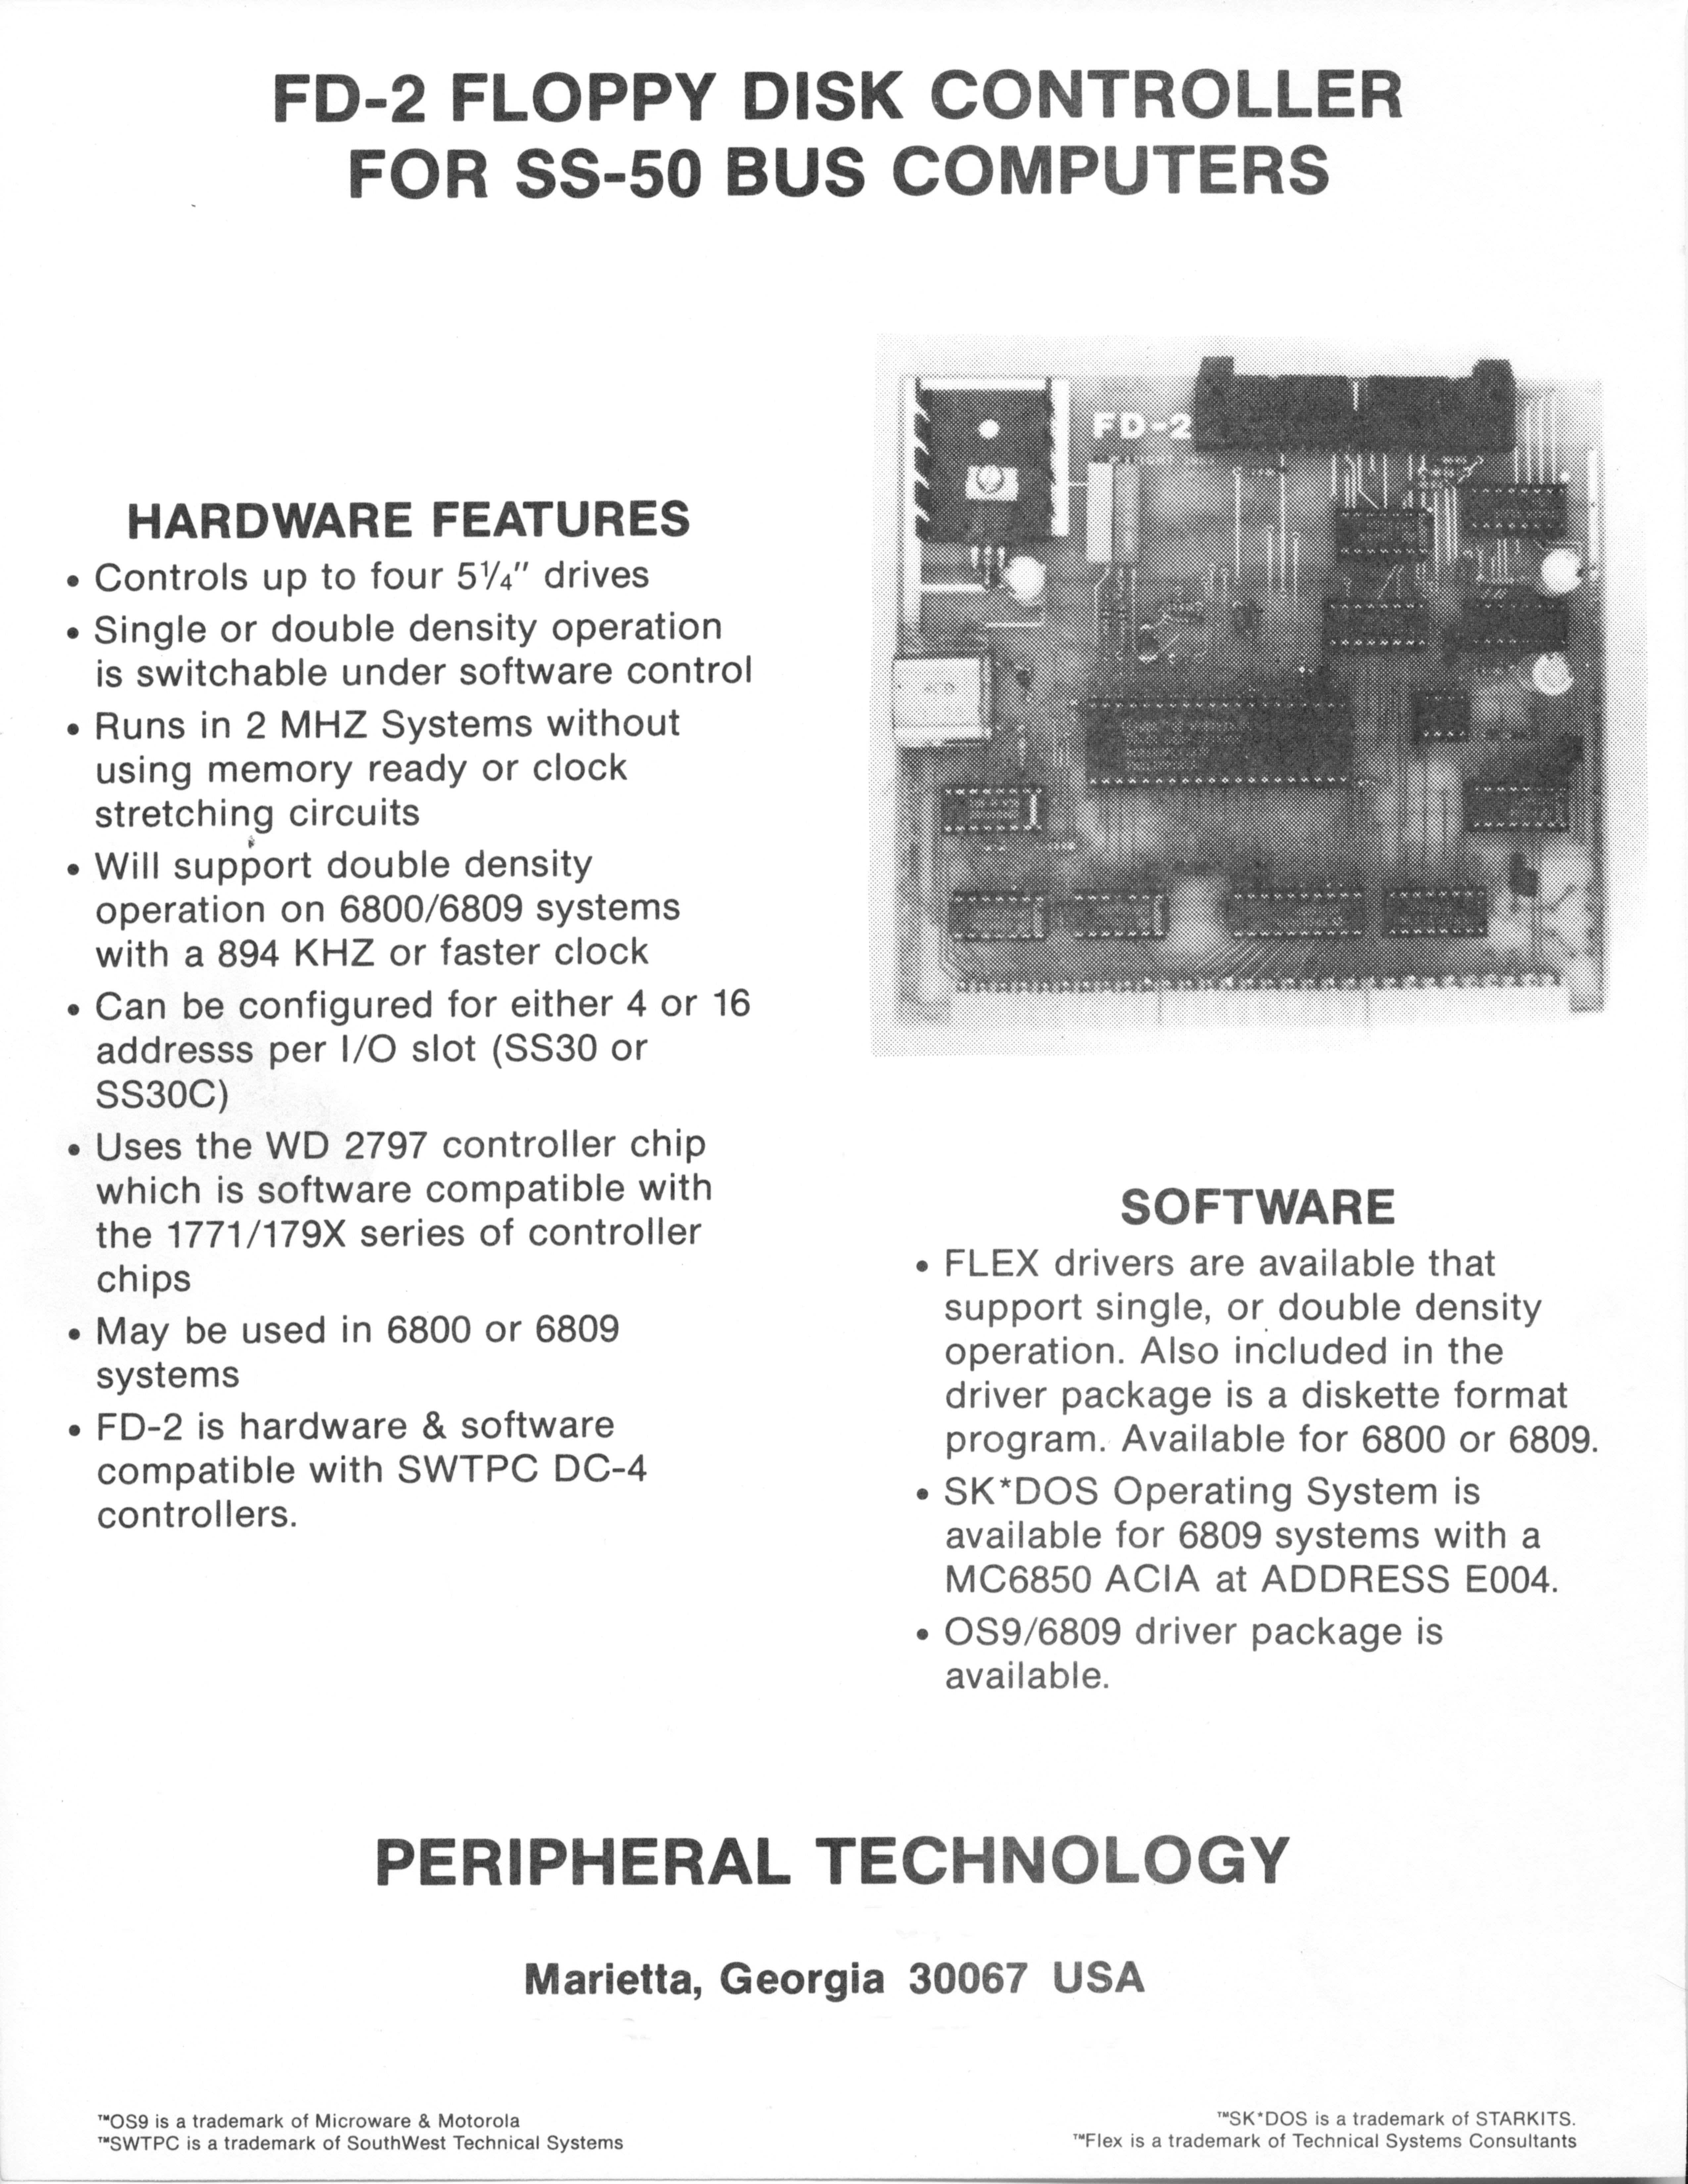 FD-2 FLOPPY DISK CONTROLLER
FOR SS-50 BUS COMPUTERS
FD-2
HARDWARE FEATURES
• Controls up to four 5¼" drives
• Single or double density operation
is switchable under software control
• Runs in 2 MHZ Systems without
using memory ready or clock
stretching circuits
• Will support double density
operation on 6800/6809 systems
with a 894 KHZ or faster clock
• Can be configured for either 4 or 16
addresss per I/O slot (SS30 or
SS30C)
• Uses the WD 2797 controller chip
which is software compatible with
the 1771/179X series of controller
chips
• May be used in 6800 or 6809
systems
• FD-2 is hardware & software
compatible with SWTPC DC-4
controllers.
SOFTWARE
• FLEX drivers are available that
support single, or double density
operation. Also included in the
driver package is a diskette format
program. Available for 6800 or 6809.
• SK*DOS Operating System is
available for 6809 systems with a
MC6850 ACIA at ADDRESS E004.
• OS9/6809 driver package is
available.
PERIPHERAL TECHNOLOGY
Marietta, Georgia 30067 USA
™OS9 is a trademark of Microware & Motorola
™SWTPC is a trademark of SouthWest Technical Systems
™SK*DOS is a trademark of STARKITS.
™Flex is a trademark of Technical Systems Consultants